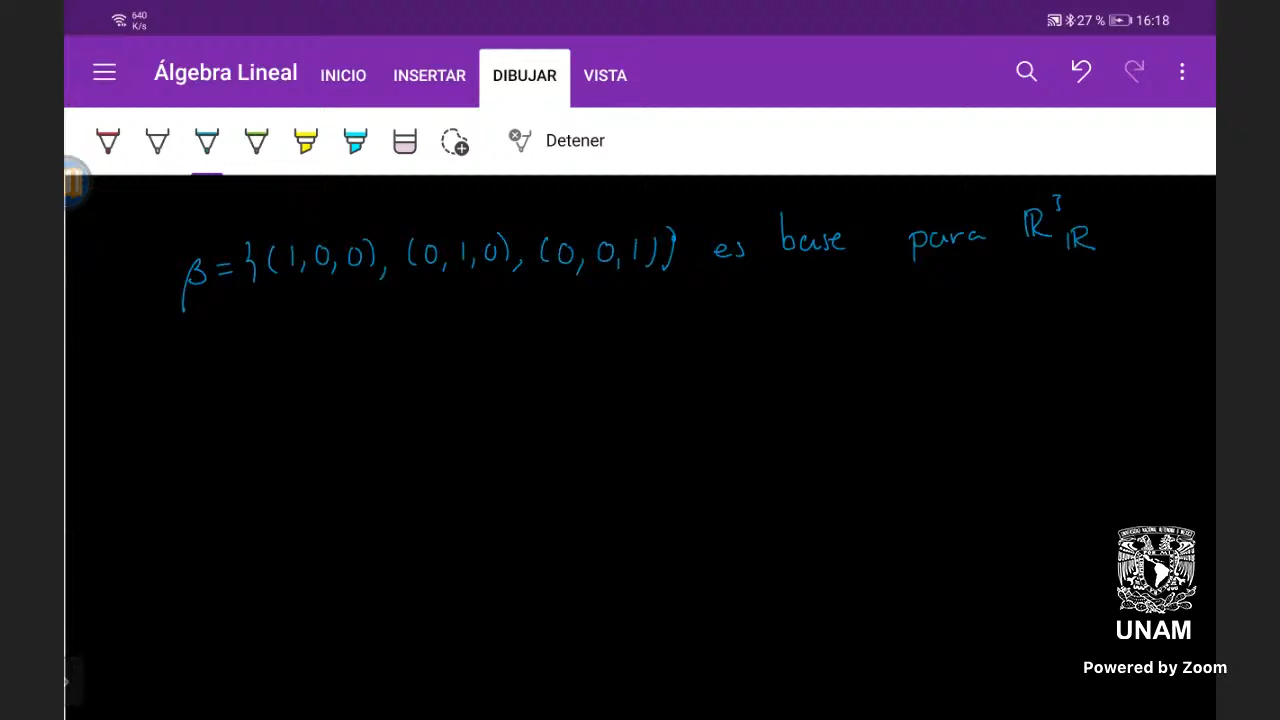 640
K/s
27 % 16:18
Álgebra Lineal INICIO INSERTAR DIBUJAR VISTA
Detener
β = {(1,0,0), (0,1,0), (0,0,1)} es base para ℝ³ℝ
UNAM
Powered by Zoom